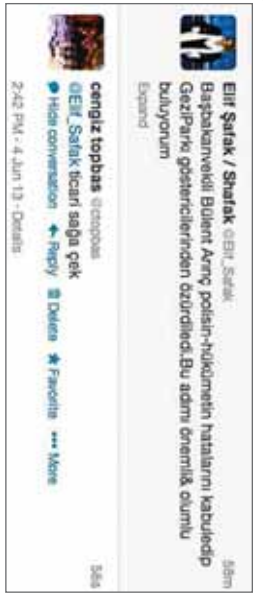 Elif Şafak / Shafak @Elif_Safak 58m
Başbakanvekili Bülent Arınç polisin-hükümetin hatalarını kabuledip
GeziParkı göstericilerinden özürdiledi.Bu adımı önemli& olumlu
buluyorum
Expand
cengiz topbas @ctopbas 58s
@Elif_Safak ticari sağa çek
Hide conversation Reply Delete Favorite More
2:42 PM - 4 Jun 13 · Details